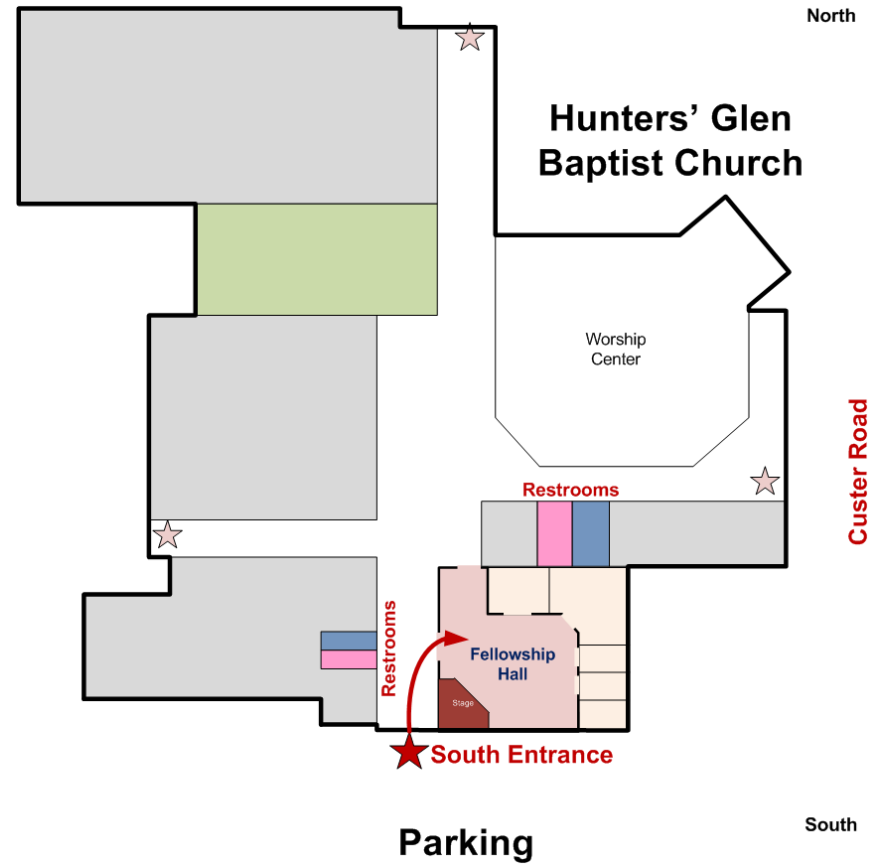 North
Hunters’ Glen
Baptist Church
Worship
Center
Custer Road
Restrooms
Restrooms
Fellowship
Hall
Stage
South Entrance
South
Parking